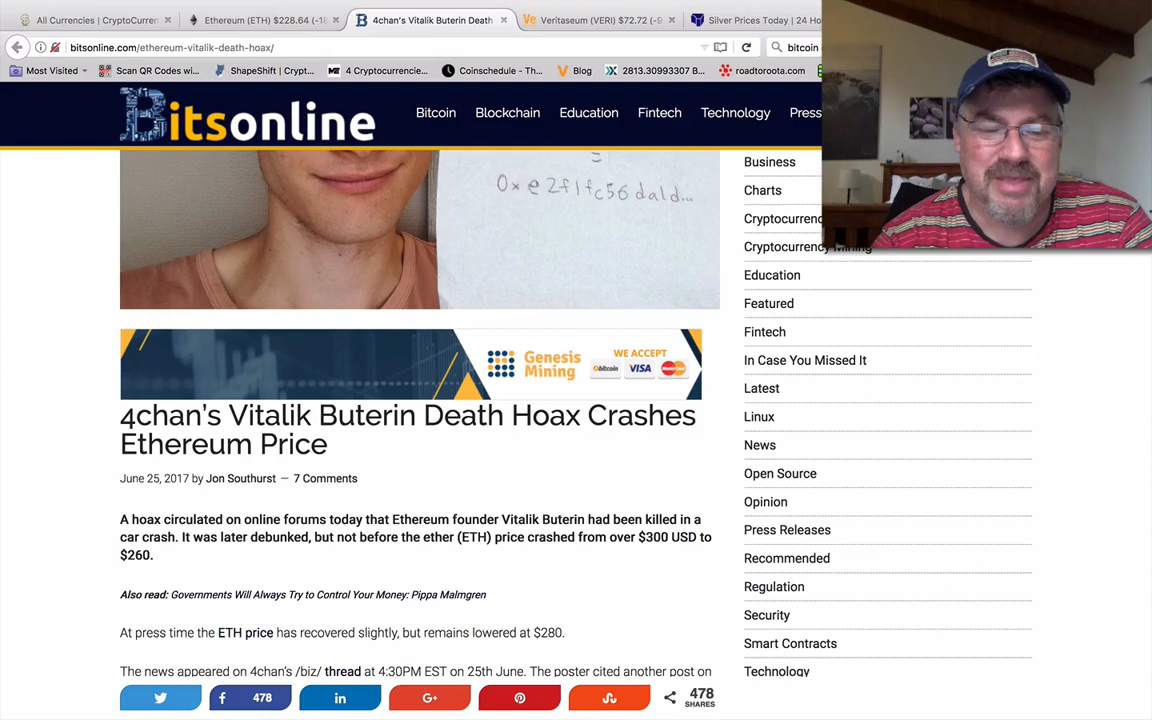 All Currencies | CryptoCurren
Ethereum (ETH) $228.64 (-18
4chan's Vitalik Buterin Death
Veritaseum (VERI) $72.72 (-9
Silver Prices Today | 24 Ho
bitsonline.com/ethereum-vitalik-death-hoax/
bitcoin
Most Visited
Scan QR Codes wi...
ShapeShift | Crypt...
4 Cryptocurrencie...
Coinschedule - Th...
Blog
2813.30993307 B...
roadtoroota.com
Bitsonline
Bitcoin
Blockchain
Education
Fintech
Technology
Press
0xe2f1fc56dald...
Genesis
Mining
WE ACCEPT
bitcoin
VISA
MasterCard
4chan's Vitalik Buterin Death Hoax Crashes
Ethereum Price
June 25, 2017 by Jon Southurst — 7 Comments
A hoax circulated on online forums today that Ethereum founder Vitalik Buterin had been killed in a
car crash. It was later debunked, but not before the ether (ETH) price crashed from over $300 USD to
$260.
Also read: Governments Will Always Try to Control Your Money: Pippa Malmgren
At press time the ETH price has recovered slightly, but remains lowered at $280.
The news appeared on 4chan's /biz/ thread at 4:30PM EST on 25th June. The poster cited another post on
478
478
SHARES
Business
Charts
Cryptocurrency
Cryptocurrency Mining
Education
Featured
Fintech
In Case You Missed It
Latest
Linux
News
Open Source
Opinion
Press Releases
Recommended
Regulation
Security
Smart Contracts
Technology